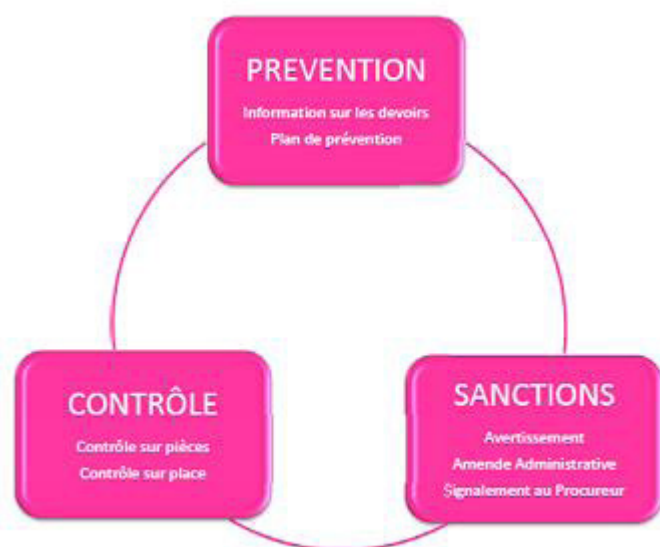 PREVENTION
Information sur les devoirs
Plan de prévention
CONTRÔLE
Contrôle sur pièces
Contrôle sur place
SANCTIONS
Avertissement
Amende Administrative
Signalement au Procureur